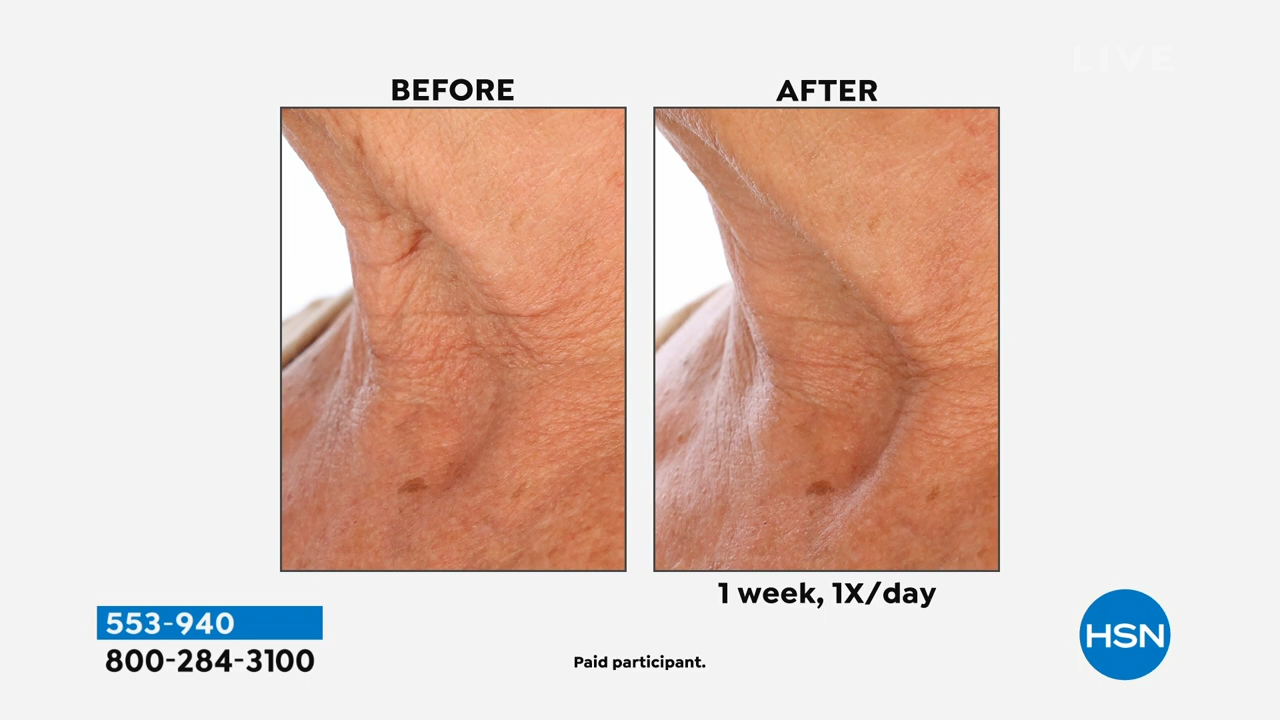 LIVE
BEFORE
AFTER
1 week, 1X/day
553-940
800-284-3100
Paid participant.
HSN